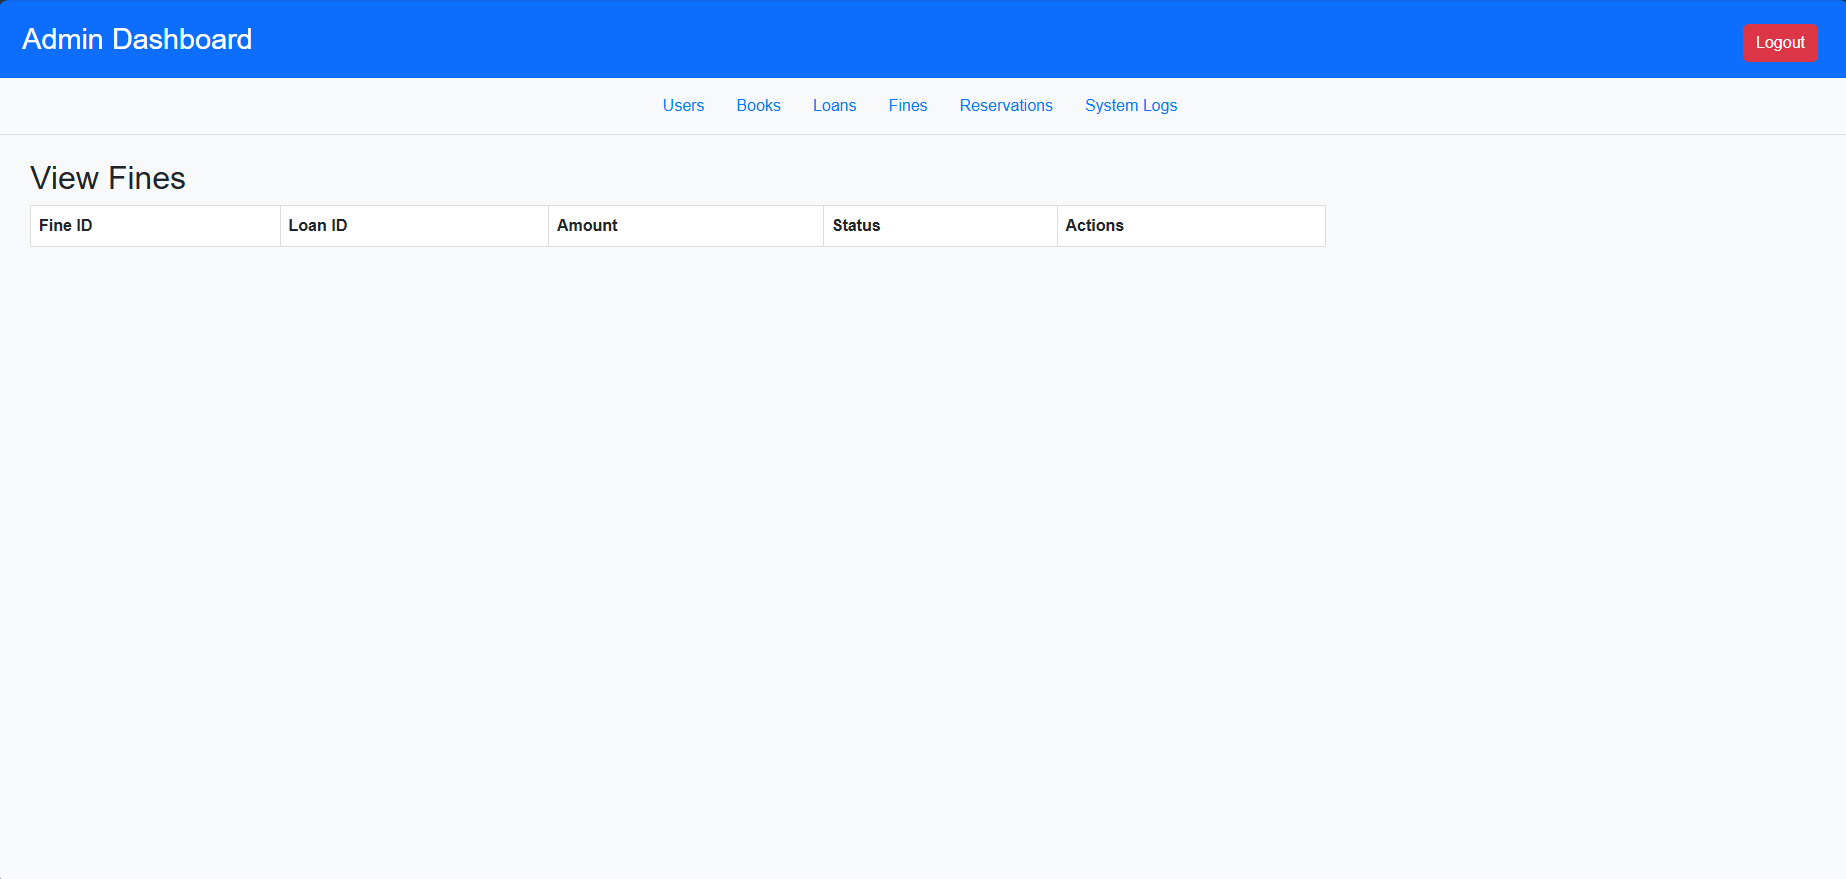 Admin Dashboard
Logout
Users Books Loans Fines Reservations System Logs
View Fines
Fine ID Loan ID Amount Status Actions